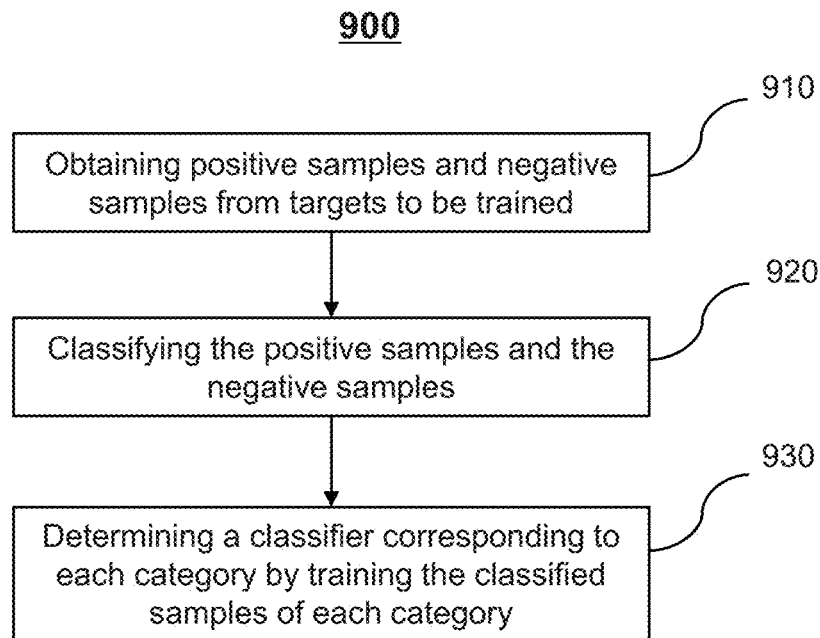 900
910
Obtaining positive samples and negative
samples from targets to be trained
920
Classifying the positive samples and the
negative samples
930
Determining a classifier corresponding to
each category by training the classified
samples of each category